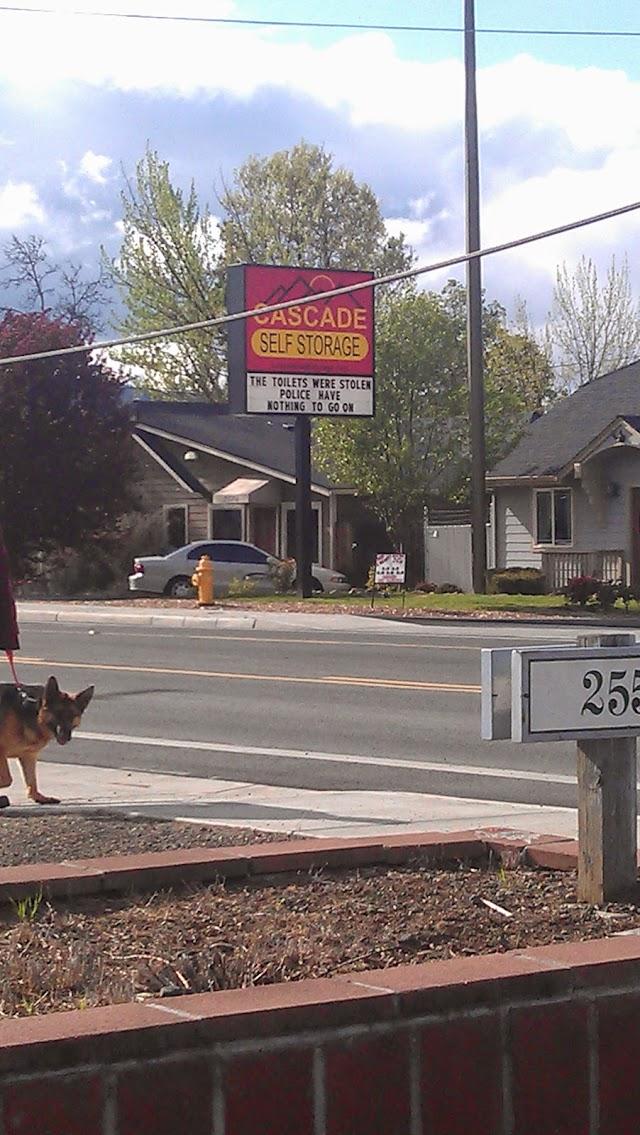 CASCADE
SELF STORAGE
THE TOILETS WERE STOLEN
POLICE HAVE
NOTHING TO GO ON
255